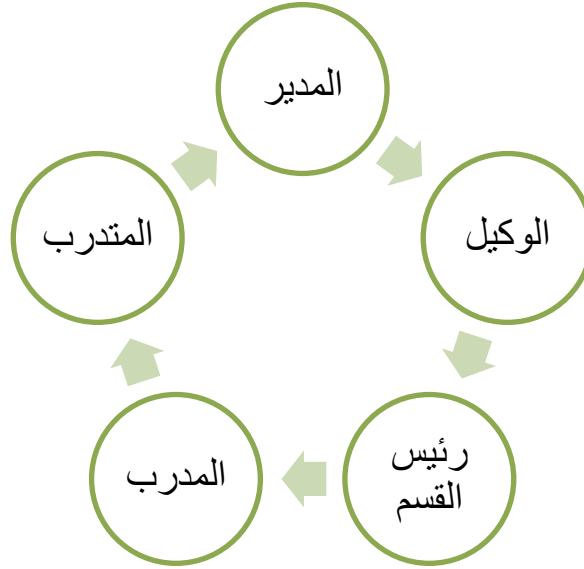 المدير
الوكيل
رئيس
القسم
المدرب
المتدرب